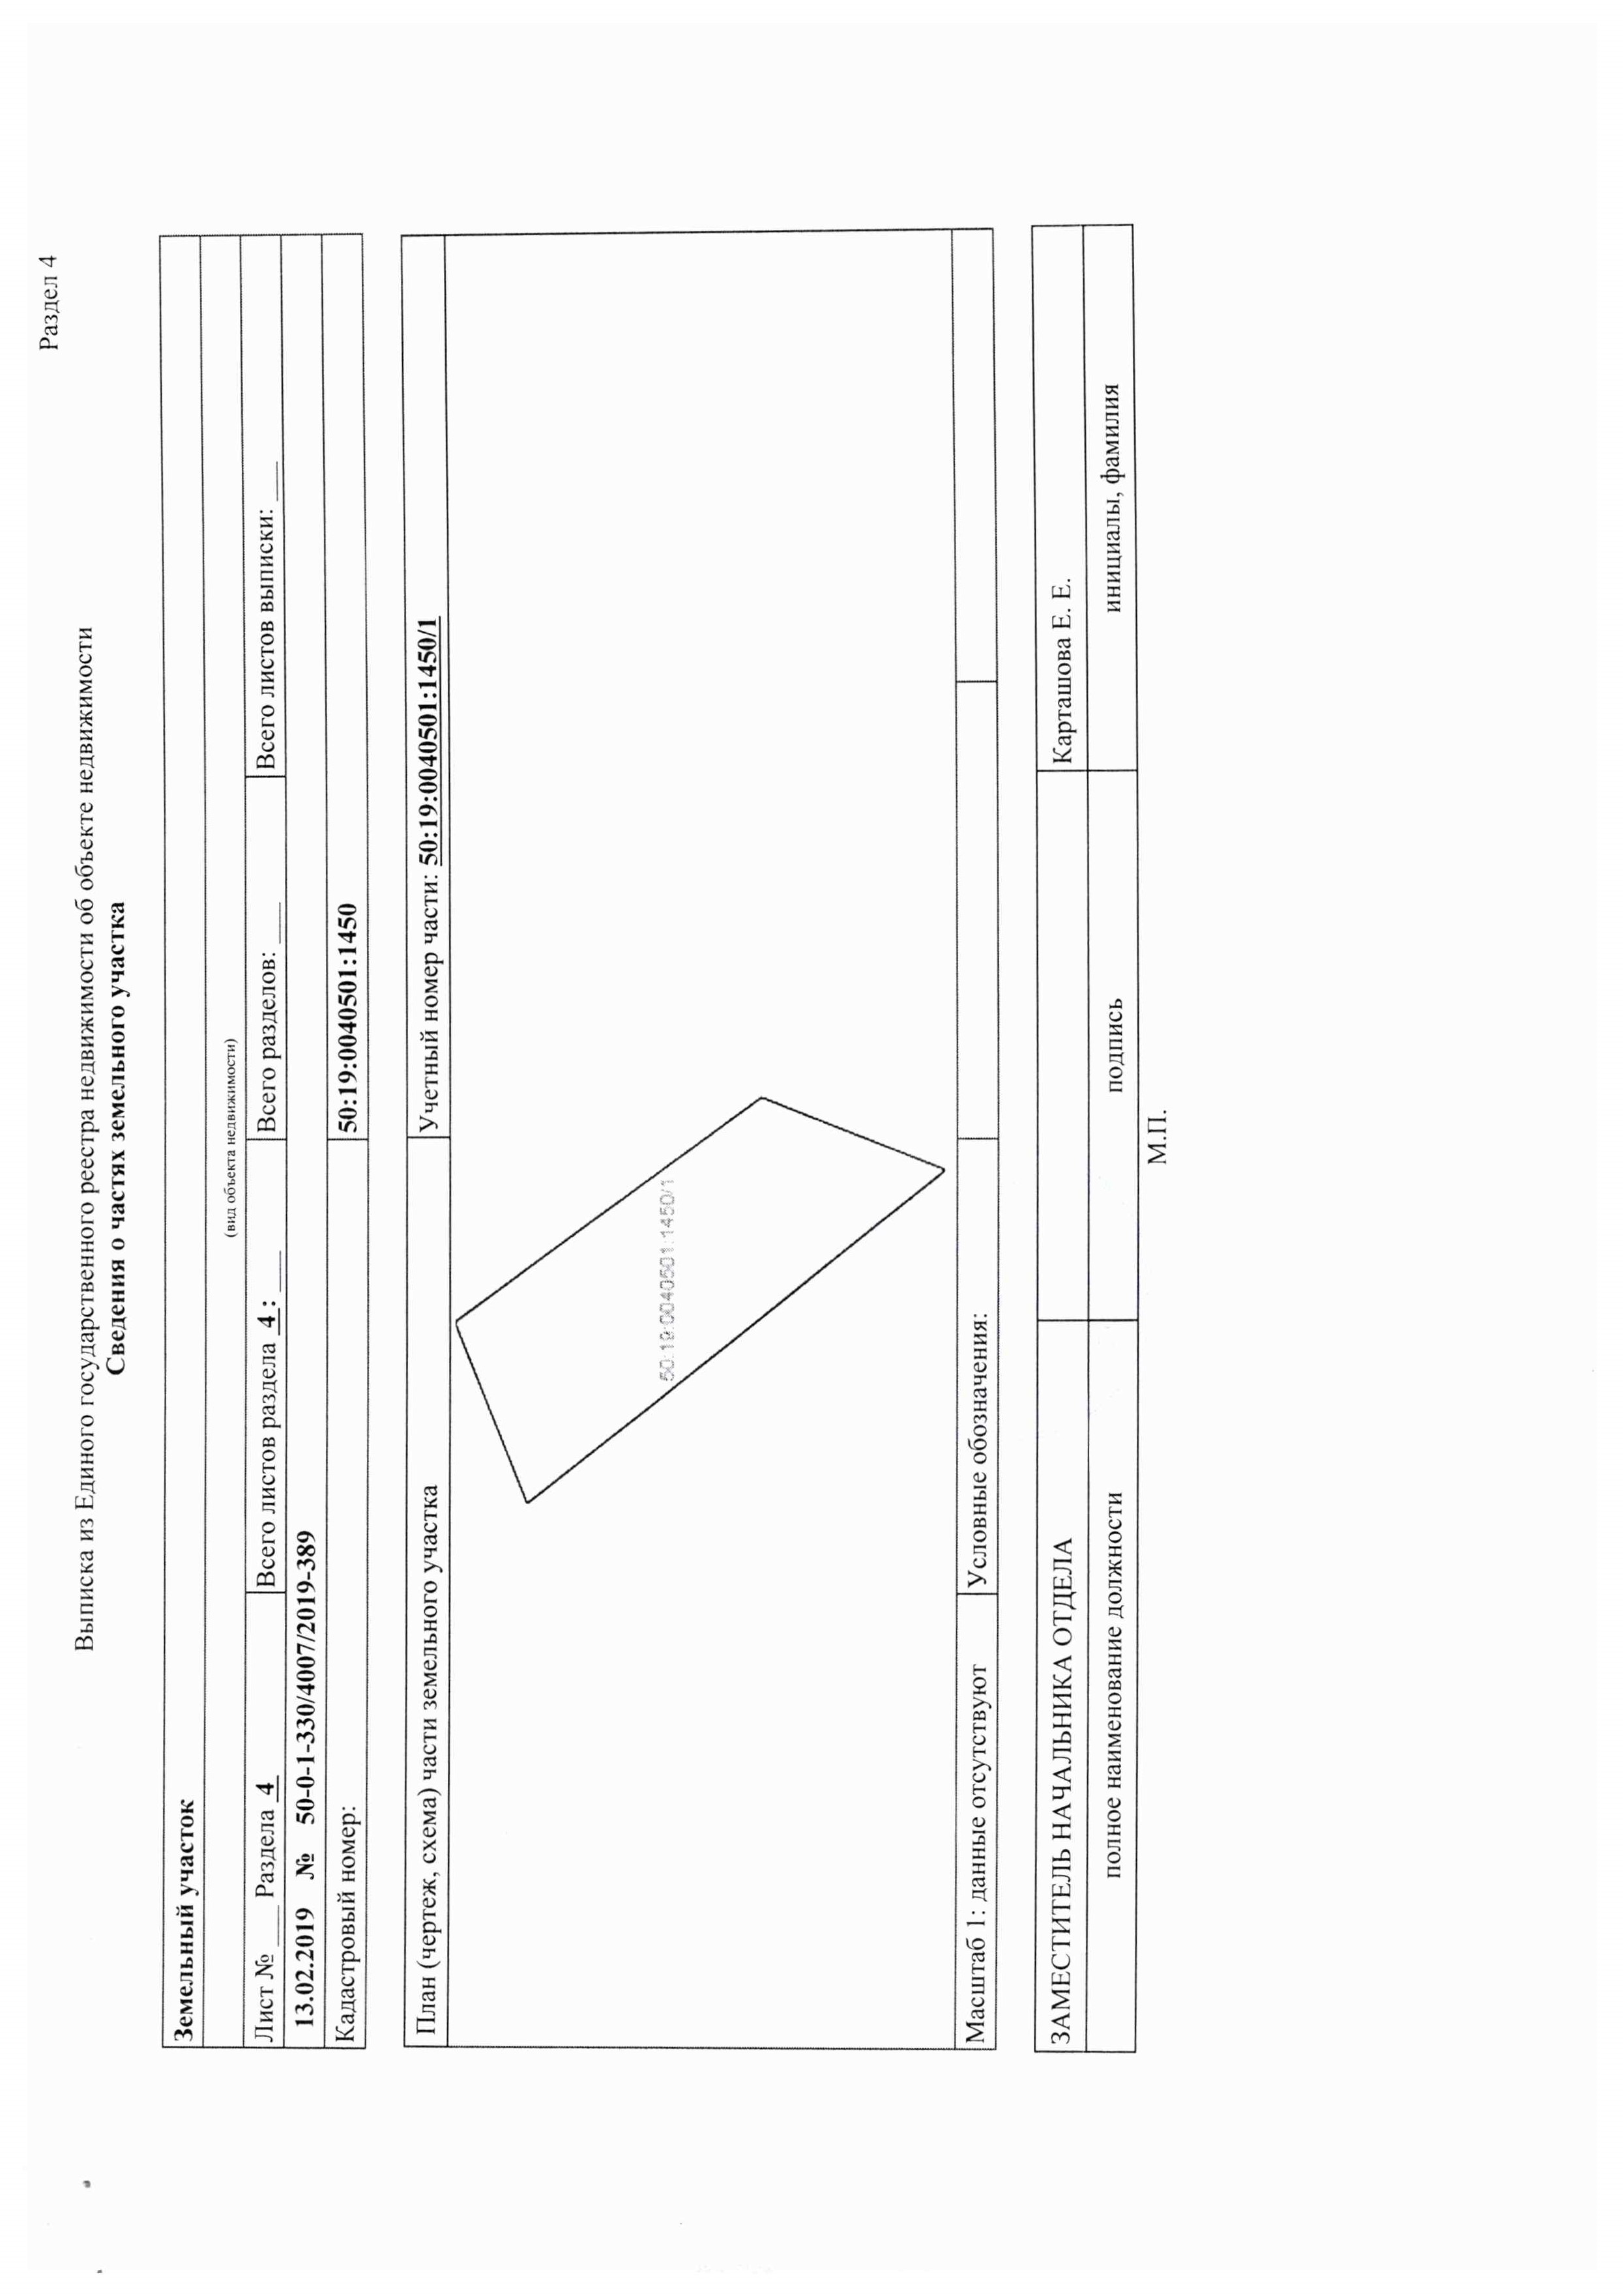 Раздел 4
Выписка из Единого государственного реестра недвижимости об объекте недвижимости
Сведения о частях земельного участка
Земельный участок
(вид объекта недвижимости)
Лист № ___ Раздела 4 Всего листов раздела 4 : ___ Всего разделов: ___ Всего листов выписки: ___
13.02.2019 № 50-0-1-330/4007/2019-389
Кадастровый номер: 50:19:0040501:1450
План (чертеж, схема) части земельного участка Учетный номер части: 50:19:0040501:1450/1
50:19:0040501:1450/1
Масштаб 1: данные отсутствуют Условные обозначения:
ЗАМЕСТИТЕЛЬ НАЧАЛЬНИКА ОТДЕЛА Карташова Е. Е.
полное наименование должности подпись инициалы, фамилия
М.П.